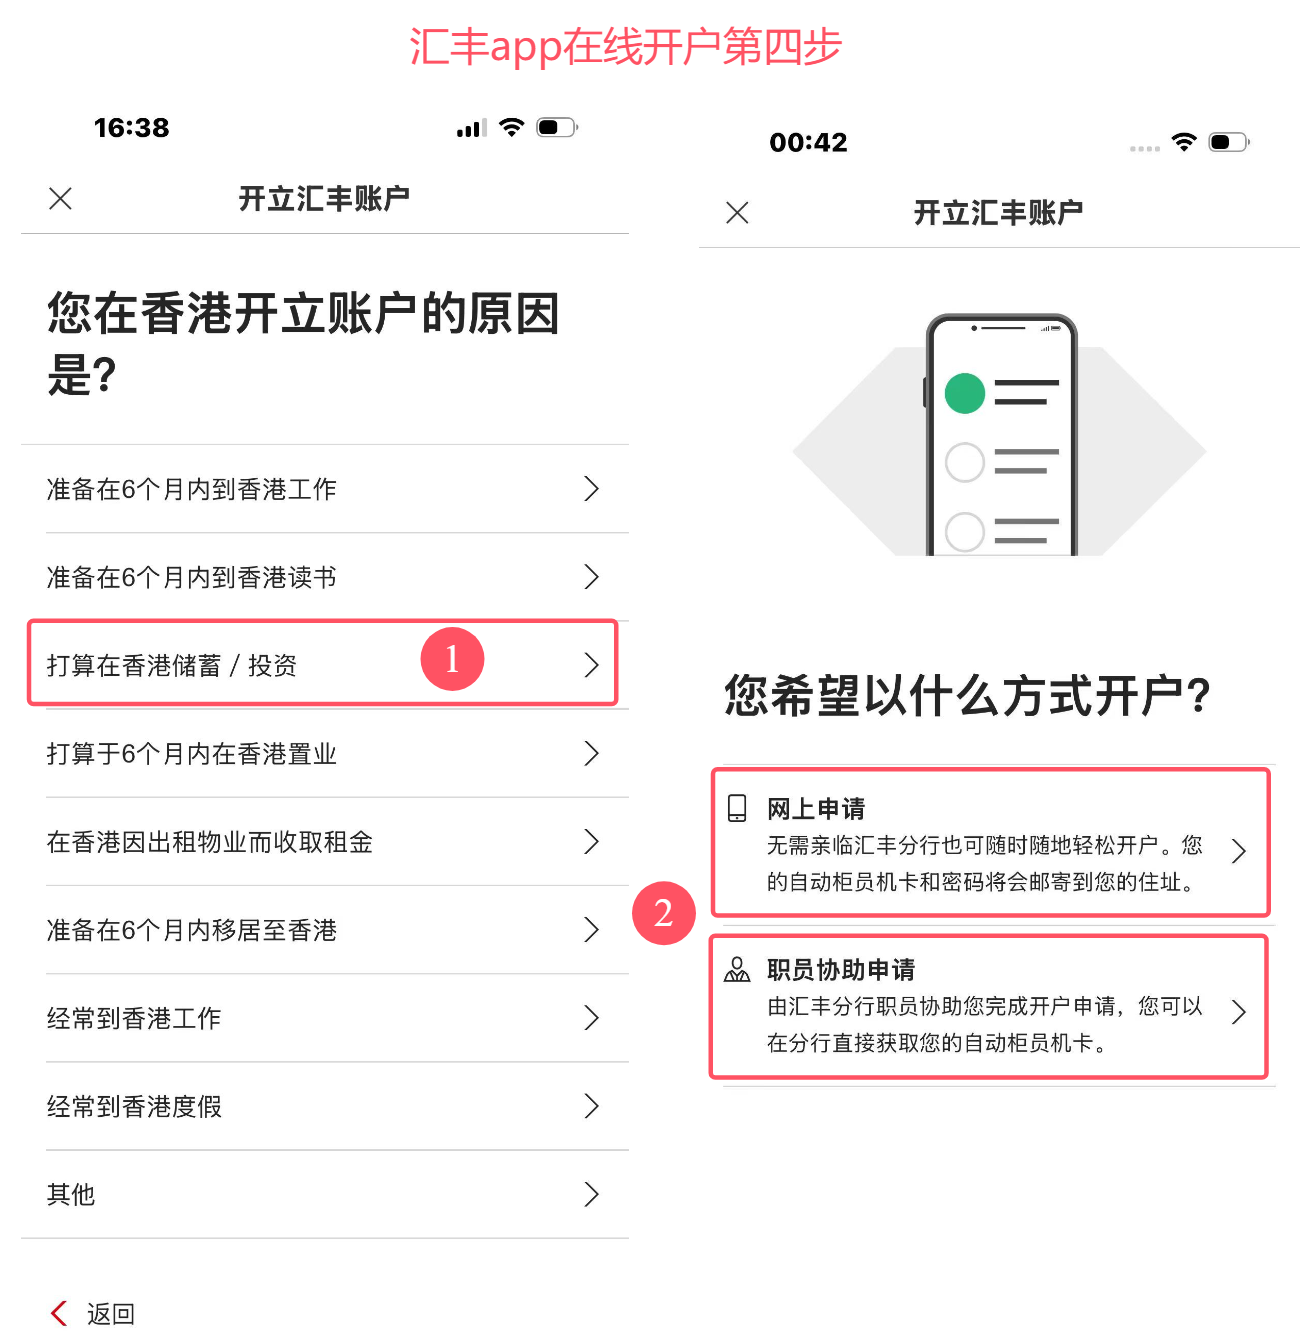 汇丰app在线开户第四步
16:38
开立汇丰账户
您在香港开立账户的原因
是?
准备在6个月内到香港工作
准备在6个月内到香港读书
打算在香港储蓄 / 投资
1
打算于6个月内在香港置业
在香港因出租物业而收取租金
准备在6个月内移居至香港
经常到香港工作
经常到香港度假
其他
返回
00:42
开立汇丰账户
您希望以什么方式开户?
2
网上申请
无需亲临汇丰分行也可随时随地轻松开户。您
的自动柜员机卡和密码将会邮寄到您的住址。
职员协助申请
由汇丰分行职员协助您完成开户申请，您可以
在分行直接获取您的自动柜员机卡。